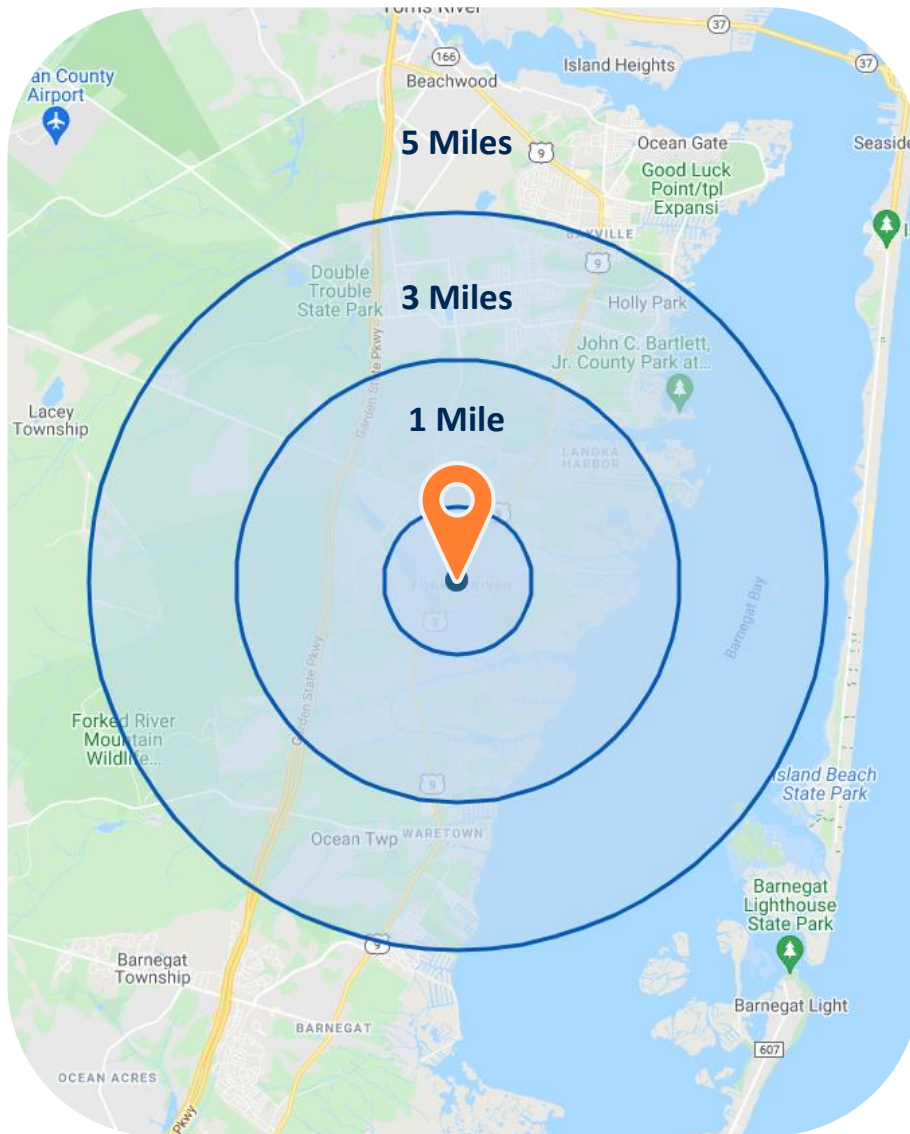 Toms River
37
166
Beachwood
Island Heights
37
an County
Airport
5 Miles
9
Ocean Gate
Seaside
Good Luck
Point/tpl
Expansi
BAYVILLE
9
Double
Trouble
State Park
3 Miles
Holly Park
John C. Bartlett,
Jr. County Park at...
Garden State Pkwy
Lacey
Township
1 Mile
LANOKA
HARBOR
FORKED RIVER
9
Barnegat Bay
Garden State Pkwy
Forked River
Mountain
Wildlife...
9
Island Beach
State Park
Ocean Twp
WARETOWN
Barnegat
Lighthouse
State Park
9
Barnegat
Township
Barnegat Light
BARNEGAT
607
OCEAN ACRES
Pkwy